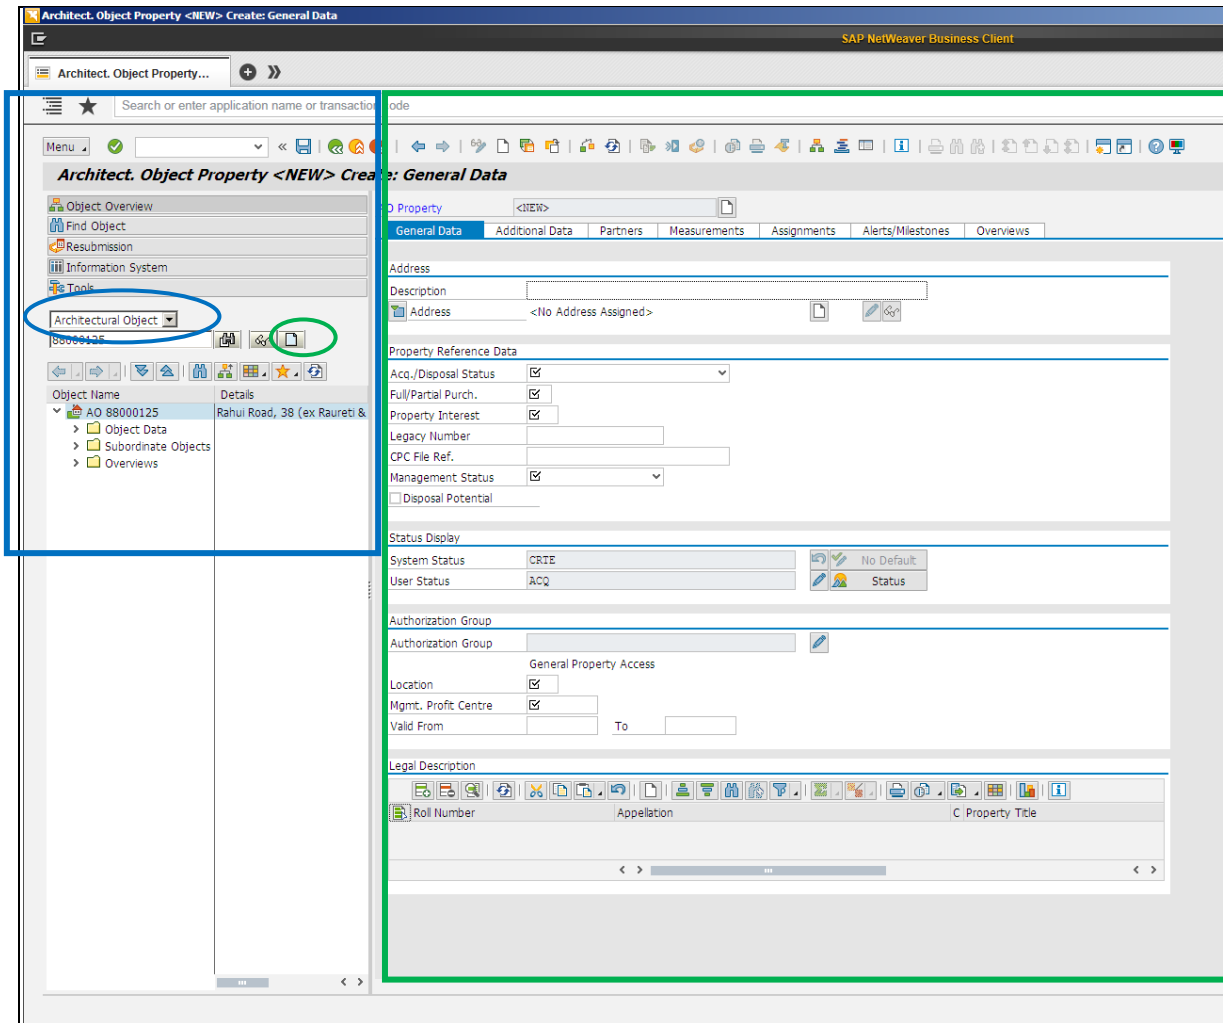 Architect. Object Property <NEW> Create: General Data
SAP NetWeaver Business Client
Architect. Object Property...
Search or enter application name or transaction code
Menu
Architect. Object Property <NEW> Create: General Data
Object Overview
Find Object
Resubmission
Information System
Tools
Architectural Object
88000125
Object Name Details
AO 88000125 Rahui Road, 38 (ex Raureti &
Object Data
Subordinate Objects
Overviews
Property <NEW>
General Data Additional Data Partners Measurements Assignments Alerts/Milestones Overviews
Address
Description
Address <No Address Assigned>
Property Reference Data
Acq./Disposal Status
Full/Partial Purch.
Property Interest
Legacy Number
CPC File Ref.
Management Status
Disposal Potential
Status Display
System Status CRTE No Default
User Status ACQ Status
Authorization Group
Authorization Group
General Property Access
Location
Mgmt. Profit Centre
Valid From To
Legal Description
Roll Number Appellation C Property Title